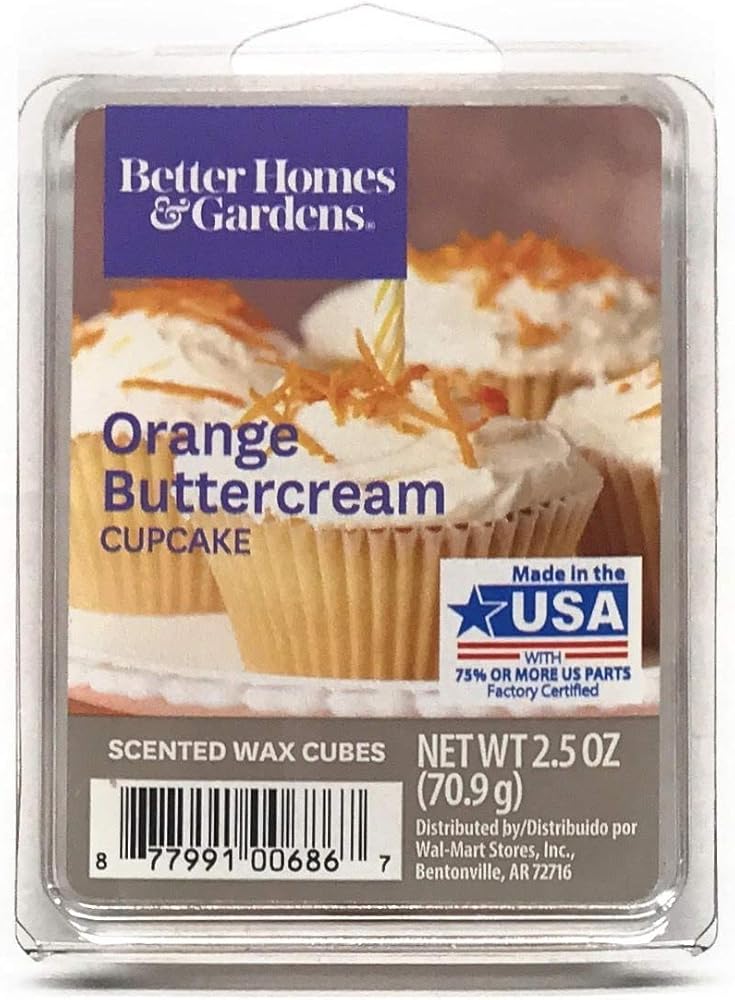 Better Homes
& Gardens®
Orange
Buttercream
CUPCAKE
Made in the
USA
WITH
75% OR MORE US PARTS
Factory Certified
SCENTED WAX CUBES
NET WT 2.5 OZ
(70.9 g)
Distributed by/Distribuido por
Wal-Mart Stores, Inc.,
Bentonville, AR 72716
8 77991 00686 7